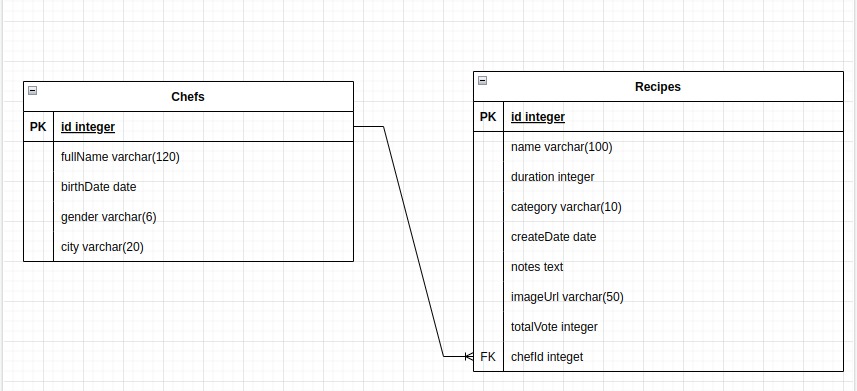 Chefs
PK id integer
fullName varchar(120)
birthDate date
gender varchar(6)
city varchar(20)
Recipes
PK id integer
name varchar(100)
duration integer
category varchar(10)
createDate date
notes text
imageUrl varchar(50)
totalVote integer
FK chefId integet